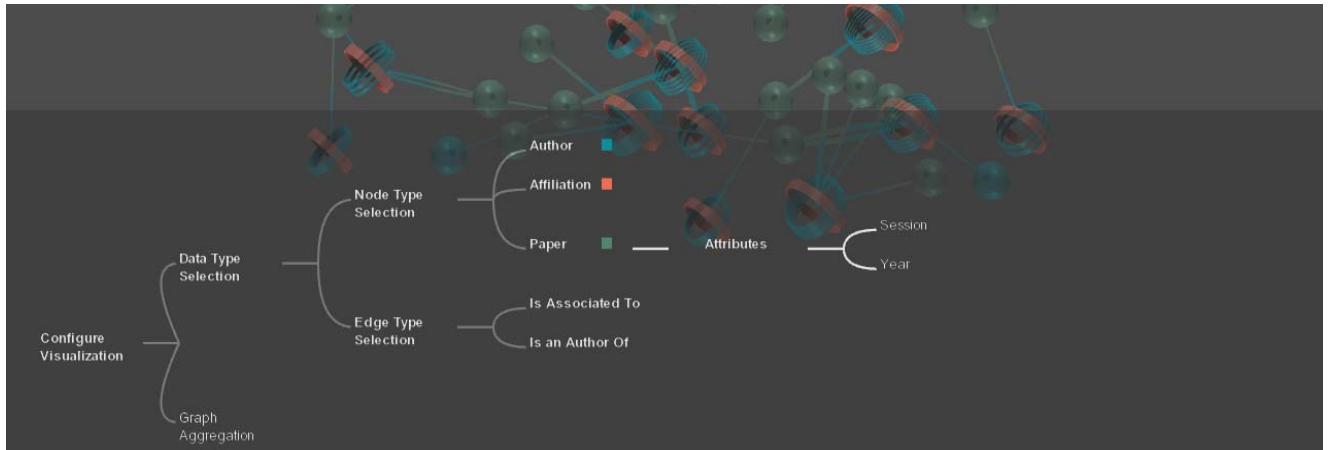 Author
Affiliation
Node Type
Selection
Paper
Attributes
Session
Year
Data Type
Selection
Is Associated To
Edge Type
Selection
Is an Author Of
Configure
Visualization
Graph
Aggregation